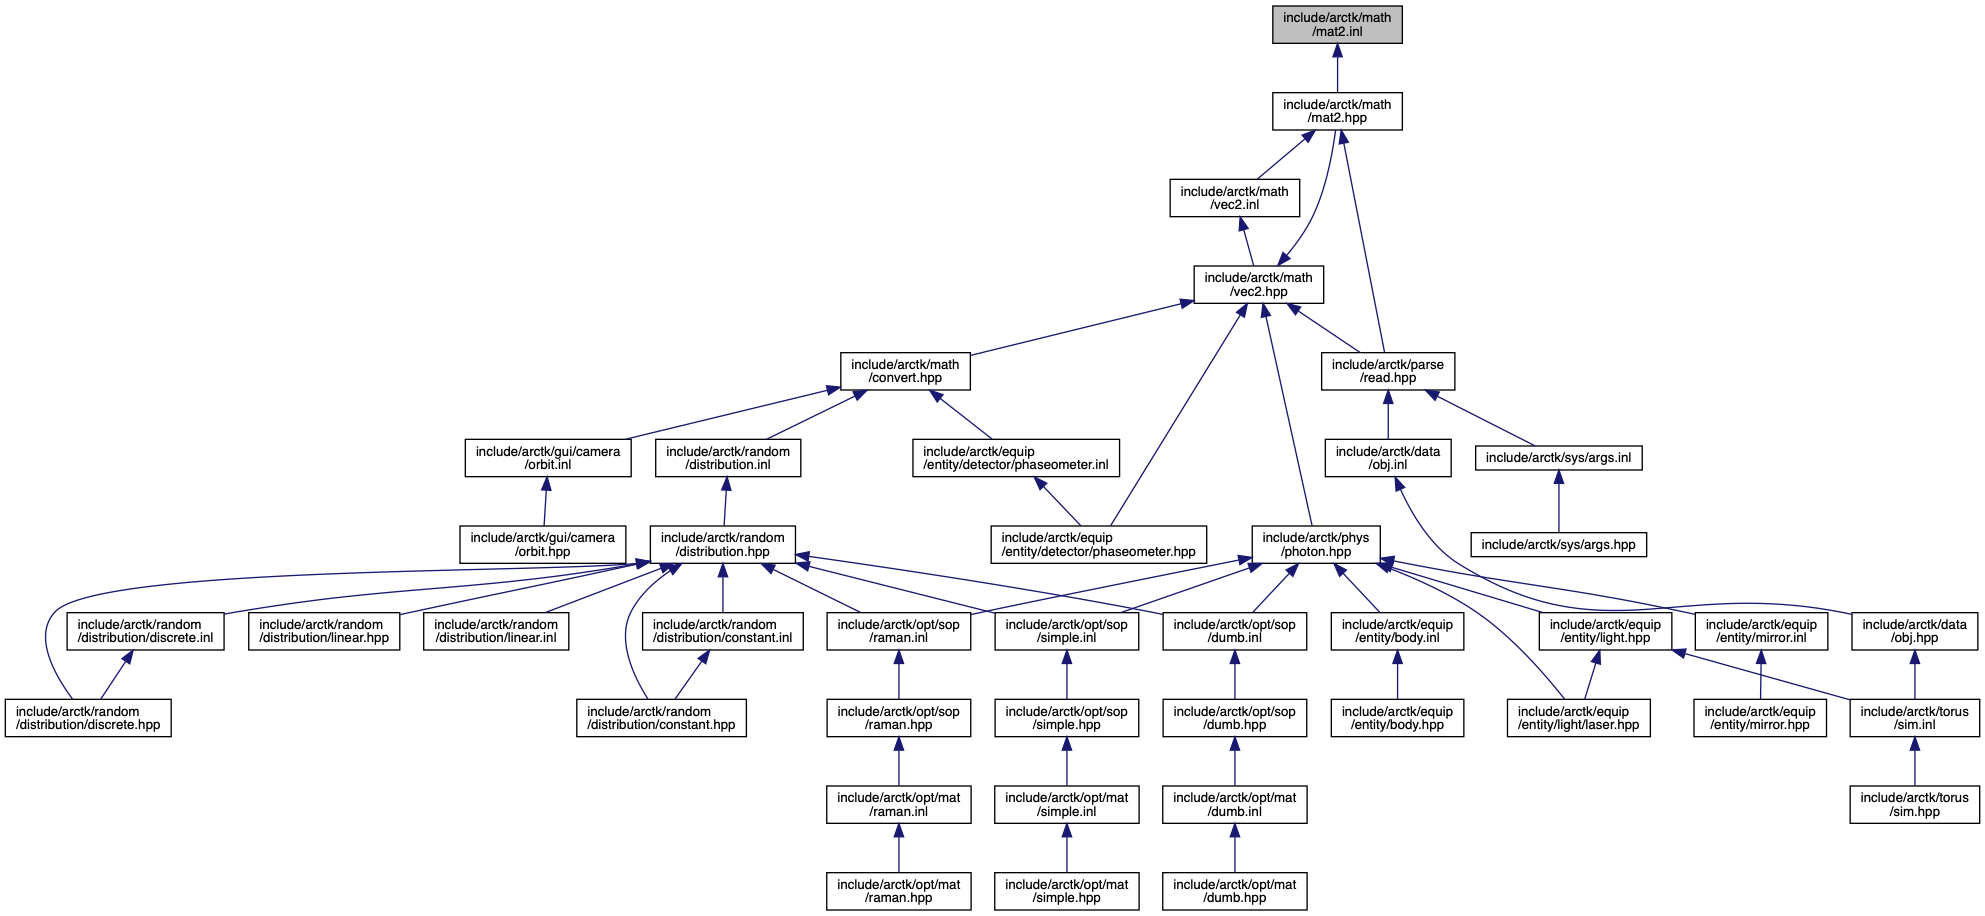 include/arctk/math
/mat2.inl
include/arctk/math
/mat2.hpp
include/arctk/math
/vec2.inl
include/arctk/math
/vec2.hpp
include/arctk/math
/convert.hpp
include/arctk/parse
/read.hpp
include/arctk/gui/camera
/orbit.inl
include/arctk/random
/distribution.inl
include/arctk/equip
/entity/detector/phaseometer.inl
include/arctk/data
/obj.inl
include/arctk/sys/args.inl
include/arctk/gui/camera
/orbit.hpp
include/arctk/random
/distribution.hpp
include/arctk/equip
/entity/detector/phaseometer.hpp
include/arctk/phys
/photon.hpp
include/arctk/sys/args.hpp
include/arctk/random
/distribution/discrete.inl
include/arctk/random
/distribution/linear.hpp
include/arctk/random
/distribution/linear.inl
include/arctk/random
/distribution/constant.inl
include/arctk/opt/sop
/raman.inl
include/arctk/opt/sop
/simple.inl
include/arctk/opt/sop
/dumb.inl
include/arctk/equip
/entity/body.inl
include/arctk/equip
/entity/light.hpp
include/arctk/equip
/entity/mirror.inl
include/arctk/data
/obj.hpp
include/arctk/random
/distribution/discrete.hpp
include/arctk/random
/distribution/constant.hpp
include/arctk/opt/sop
/raman.hpp
include/arctk/opt/sop
/simple.hpp
include/arctk/opt/sop
/dumb.hpp
include/arctk/equip
/entity/body.hpp
include/arctk/equip
/entity/light/laser.hpp
include/arctk/equip
/entity/mirror.hpp
include/arctk/torus
/sim.inl
include/arctk/opt/mat
/raman.inl
include/arctk/opt/mat
/simple.inl
include/arctk/opt/mat
/dumb.inl
include/arctk/torus
/sim.hpp
include/arctk/opt/mat
/raman.hpp
include/arctk/opt/mat
/simple.hpp
include/arctk/opt/mat
/dumb.hpp